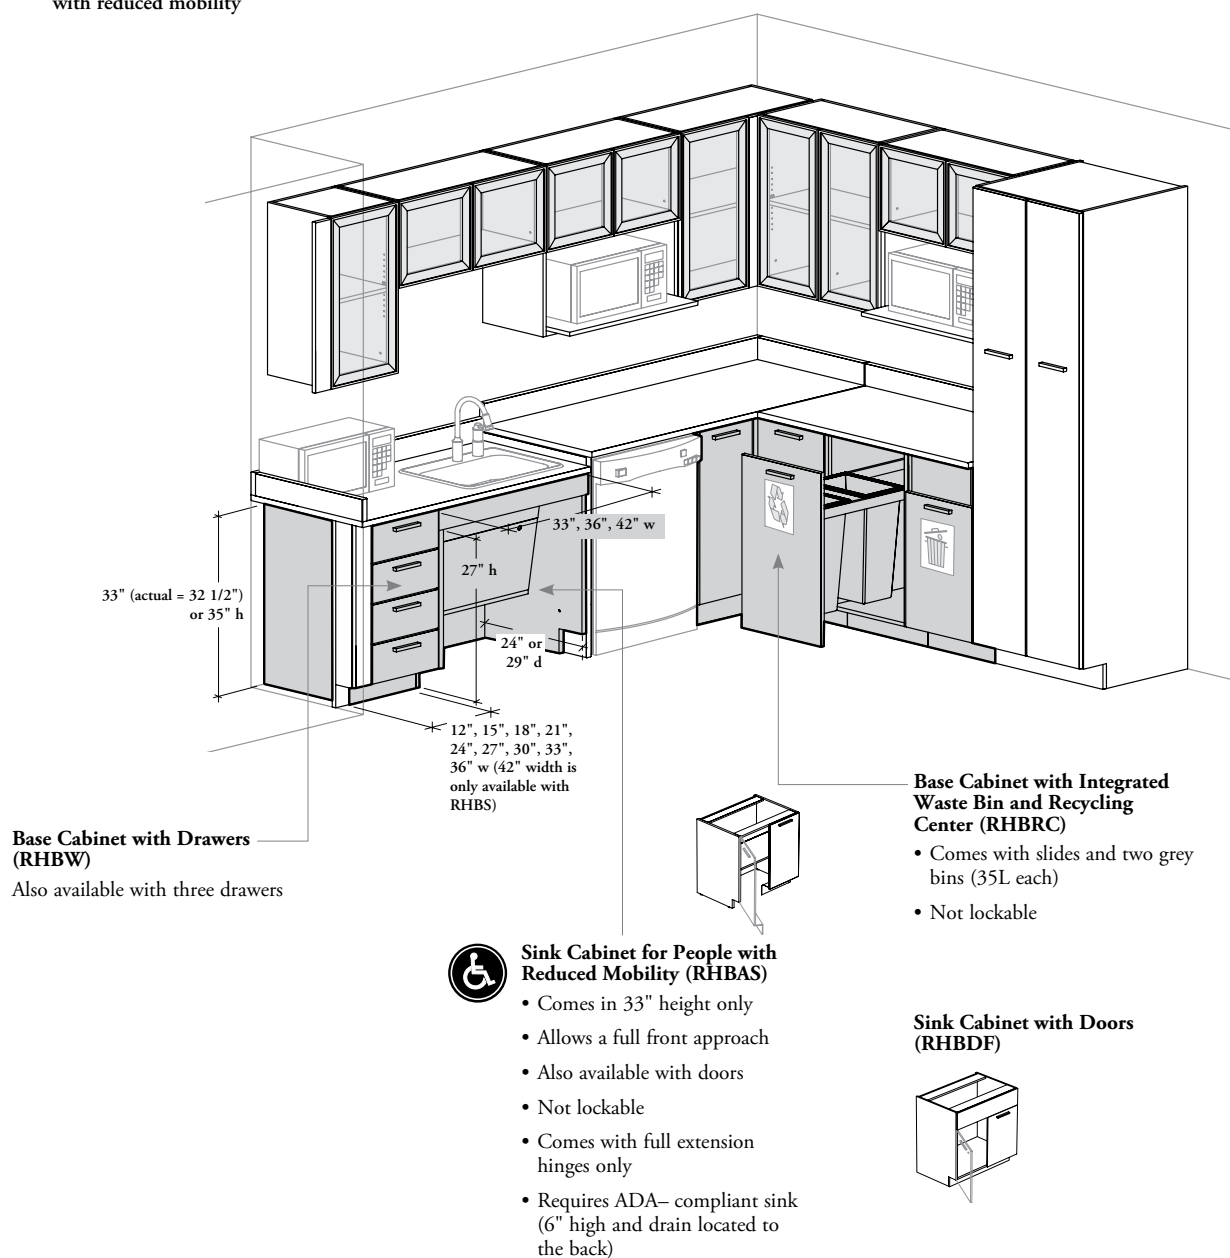 with reduced mobility
33", 36", 42" w
27" h
33" (actual = 32 1/2")
or 35" h
24" or
29" d
12", 15", 18", 21",
24", 27", 30", 33",
36" w (42" width is
only available with
RHBS)
Base Cabinet with Drawers
(RHBW)
Also available with three drawers
Base Cabinet with Integrated
Waste Bin and Recycling
Center (RHBRC)
• Comes with slides and two grey
bins (35L each)
• Not lockable
Sink Cabinet for People with
Reduced Mobility (RHBAS)
• Comes in 33" height only
• Allows a full front approach
• Also available with doors
• Not lockable
• Comes with full extension
hinges only
• Requires ADA– compliant sink
(6" high and drain located to
the back)
Sink Cabinet with Doors
(RHBDF)